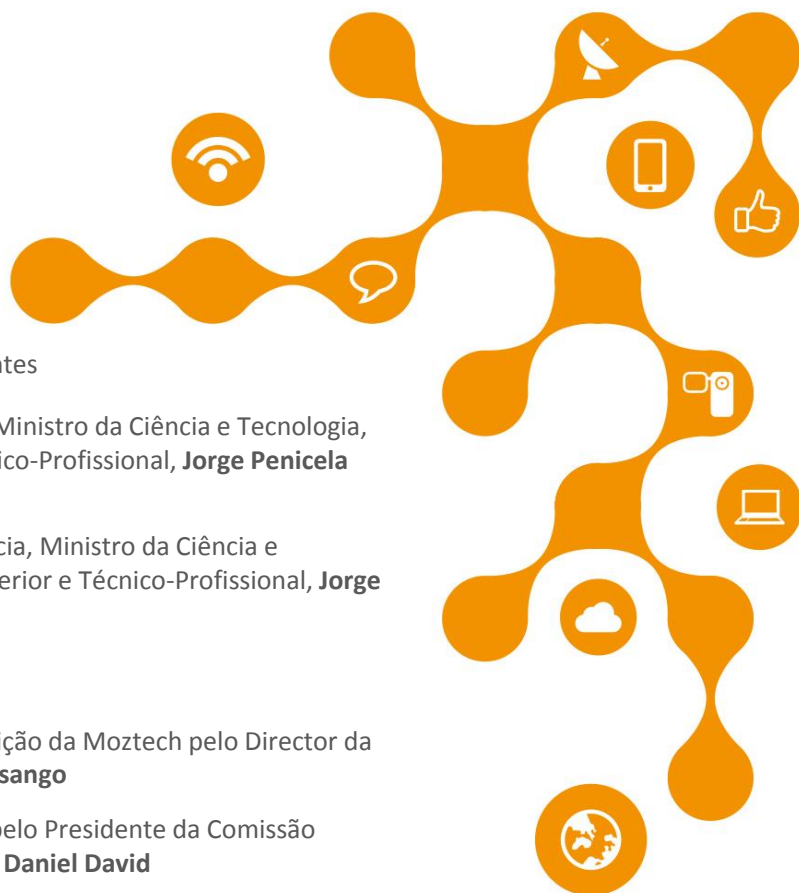 ntes
Ministro da Ciência e Tecnologia,
ico-Profissional, Jorge Penicela
cia, Ministro da Ciência e
erior e Técnico-Profissional, Jorge
ição da Moztech pelo Director da
sango
pelo Presidente da Comissão
Daniel David